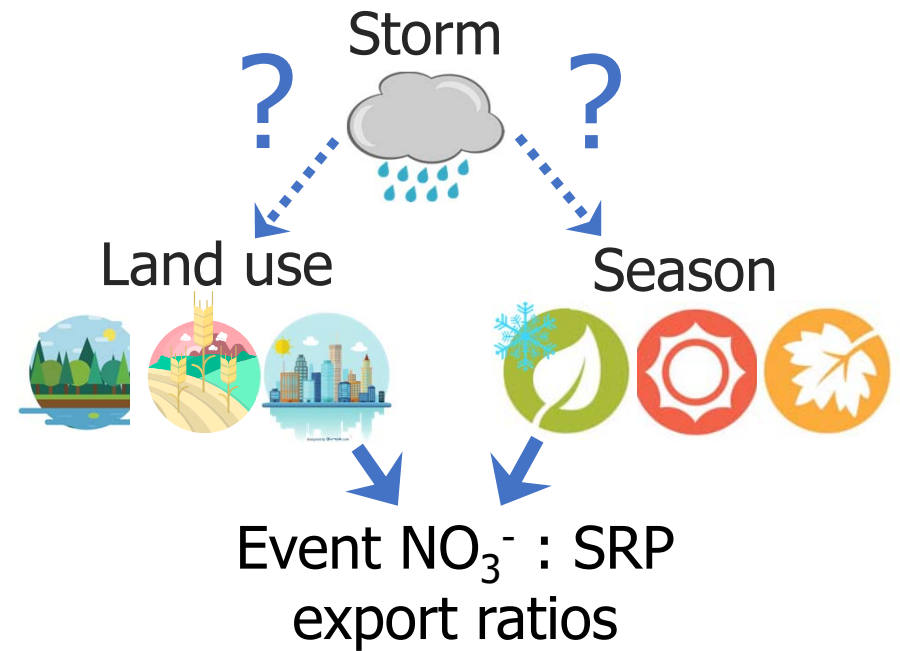 Storm
? ?
Land use
Season
Event NO₃⁻ : SRP
export ratios